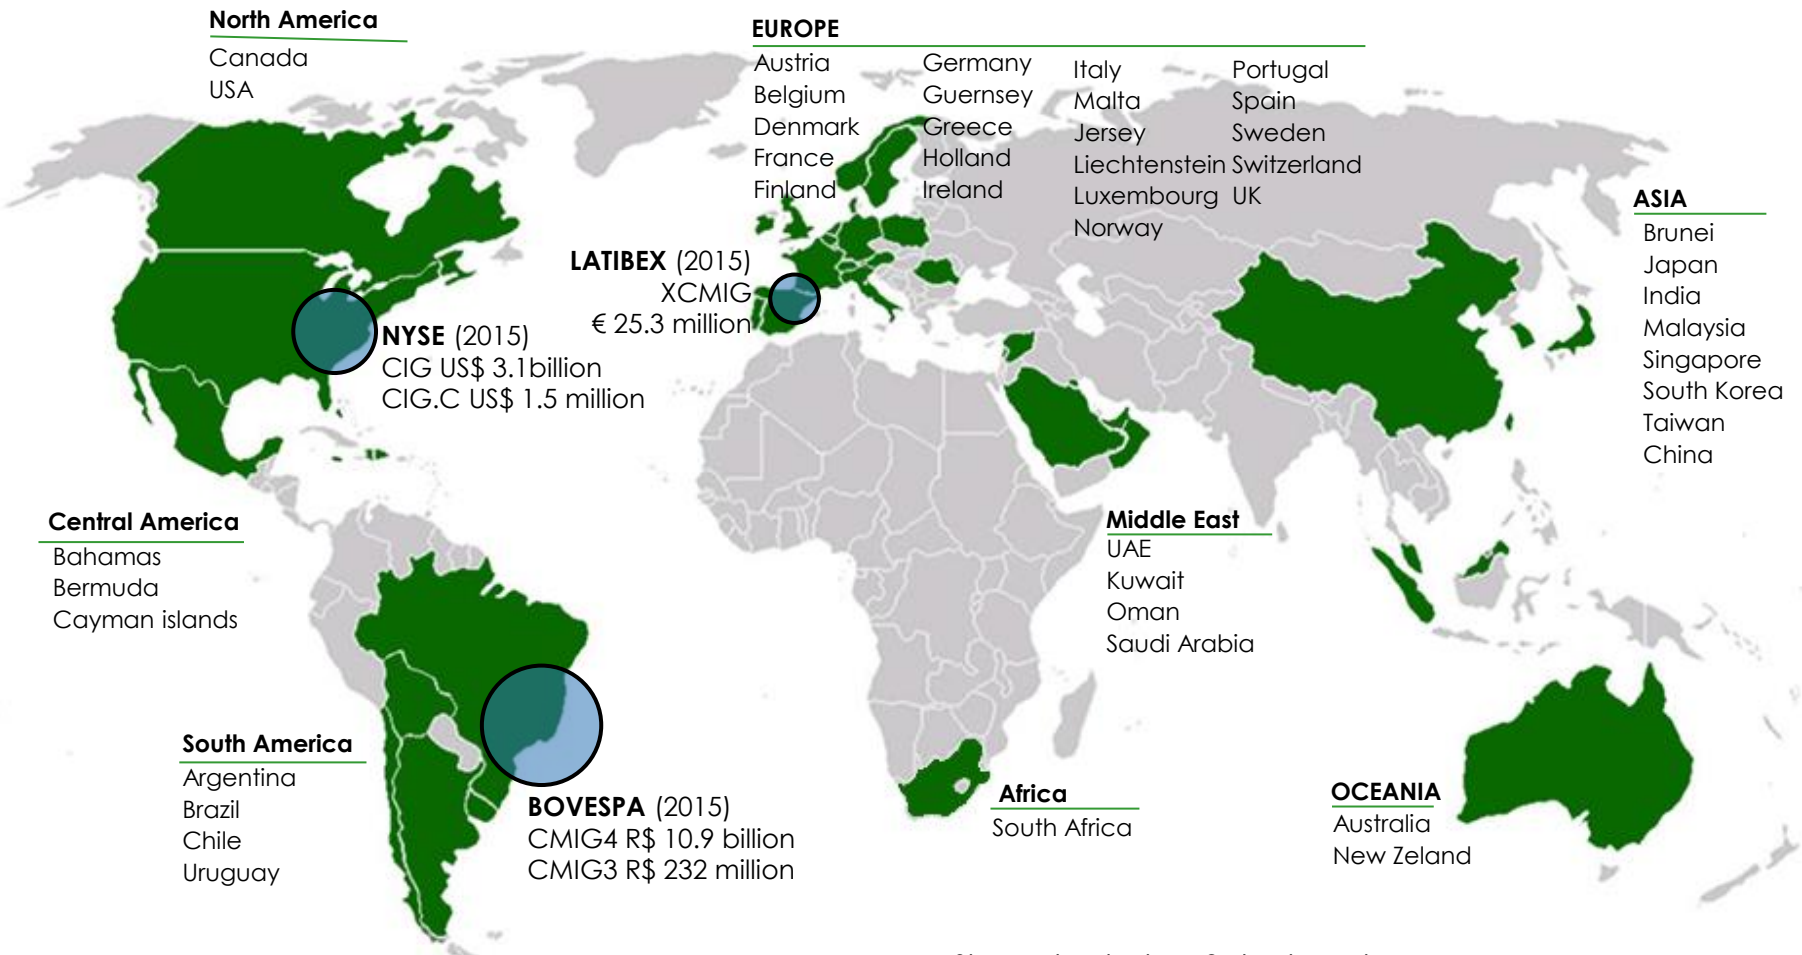 North America
Canada
USA
EUROPE
Austria
Belgium
Denmark
France
Finland
Germany
Guernsey
Greece
Holland
Ireland
Italy
Malta
Jersey
Liechtenstein
Luxembourg
Norway
Portugal
Spain
Sweden
Switzerland
UK
ASIA
Brunei
Japan
India
Malaysia
Singapore
South Korea
Taiwan
China
LATIBEX (2015)
XCMIG
€ 25.3 million
NYSE (2015)
CIG US$ 3.1billion
CIG.C US$ 1.5 million
Central America
Bahamas
Bermuda
Cayman islands
Middle East
UAE
Kuwait
Oman
Saudi Arabia
South America
Argentina
Brazil
Chile
Uruguay
BOVESPA (2015)
CMIG4 R$ 10.9 billion
CMIG3 R$ 232 million
Africa
South Africa
OCEANIA
Australia
New Zeland